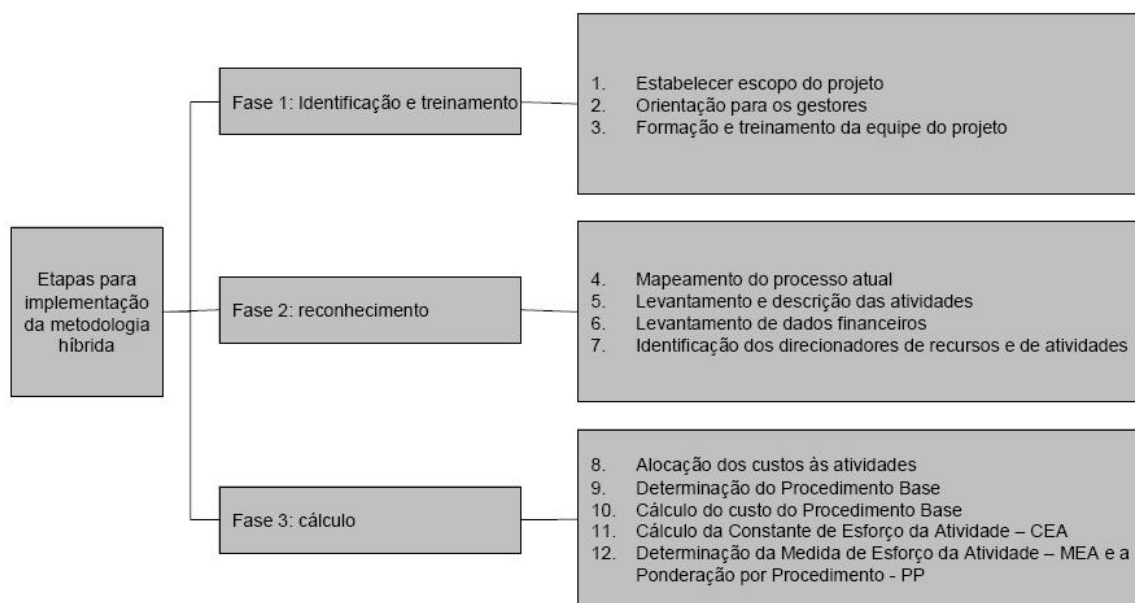 Etapas para
implementação
da metodologia
híbrida
Fase 1: Identificação e treinamento
1. Estabelecer escopo do projeto
2. Orientação para os gestores
3. Formação e treinamento da equipe do projeto
Fase 2: reconhecimento
4. Mapeamento do processo atual
5. Levantamento e descrição das atividades
6. Levantamento de dados financeiros
7. Identificação dos direcionadores de recursos e de atividades
Fase 3: cálculo
8. Alocação dos custos às atividades
9. Determinação do Procedimento Base
10. Cálculo do custo do Procedimento Base
11. Cálculo da Constante de Esforço da Atividade – CEA
12. Determinação da Medida de Esforço da Atividade – MEA e a
Ponderação por Procedimento - PP